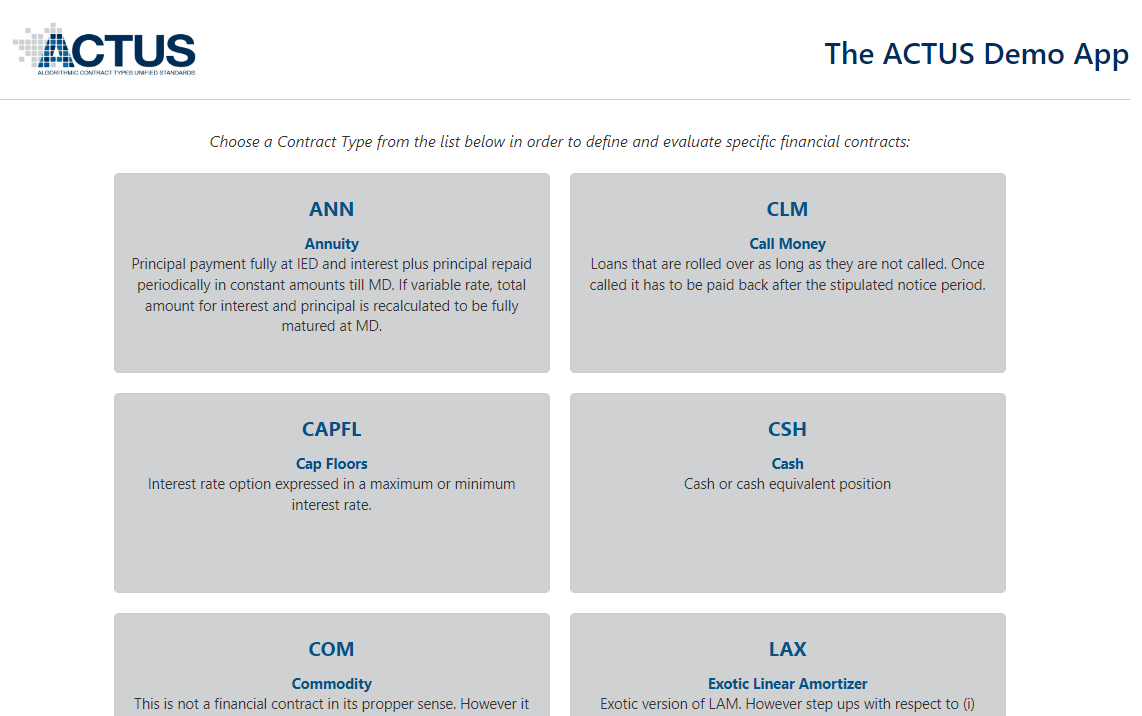 ACTUS
ALGORITHMIC CONTRACT TYPES UNIFIED STANDARDS
The ACTUS Demo App
Choose a Contract Type from the list below in order to define and evaluate specific financial contracts:
ANN
Annuity
Principal payment fully at IED and interest plus principal repaid
periodically in constant amounts till MD. If variable rate, total
amount for interest and principal is recalculated to be fully
matured at MD.
CLM
Call Money
Loans that are rolled over as long as they are not called. Once
called it has to be paid back after the stipulated notice period.
CAPFL
Cap Floors
Interest rate option expressed in a maximum or minimum
interest rate.
CSH
Cash
Cash or cash equivalent position
COM
Commodity
This is not a financial contract in its propper sense. However it
LAX
Exotic Linear Amortizer
Exotic version of LAM. However step ups with respect to (i)